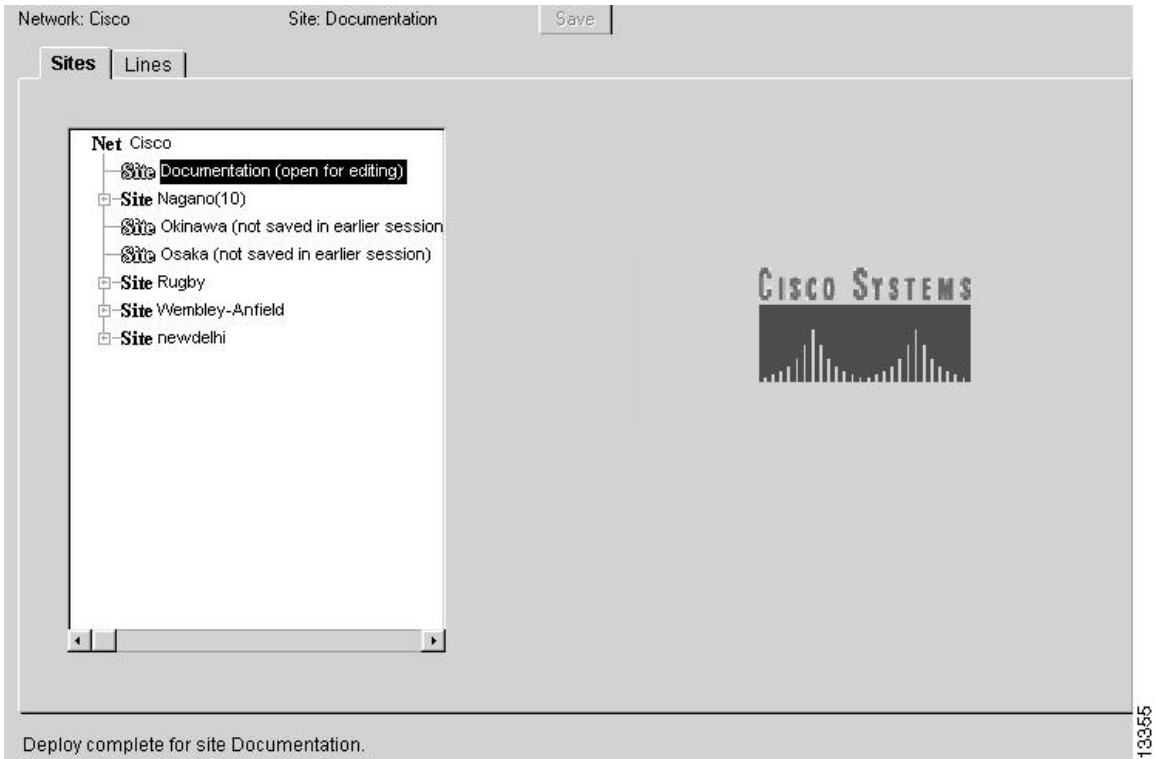 Network: Cisco Site: Documentation Save
Sites Lines
Net Cisco
Site Documentation (open for editing)
Site Nagano(10)
Site Okinawa (not saved in earlier session
Site Osaka (not saved in earlier session)
Site Rugby
Site Wembley-Anfield
Site newdelhi
CISCO SYSTEMS
Deploy complete for site Documentation.
13355